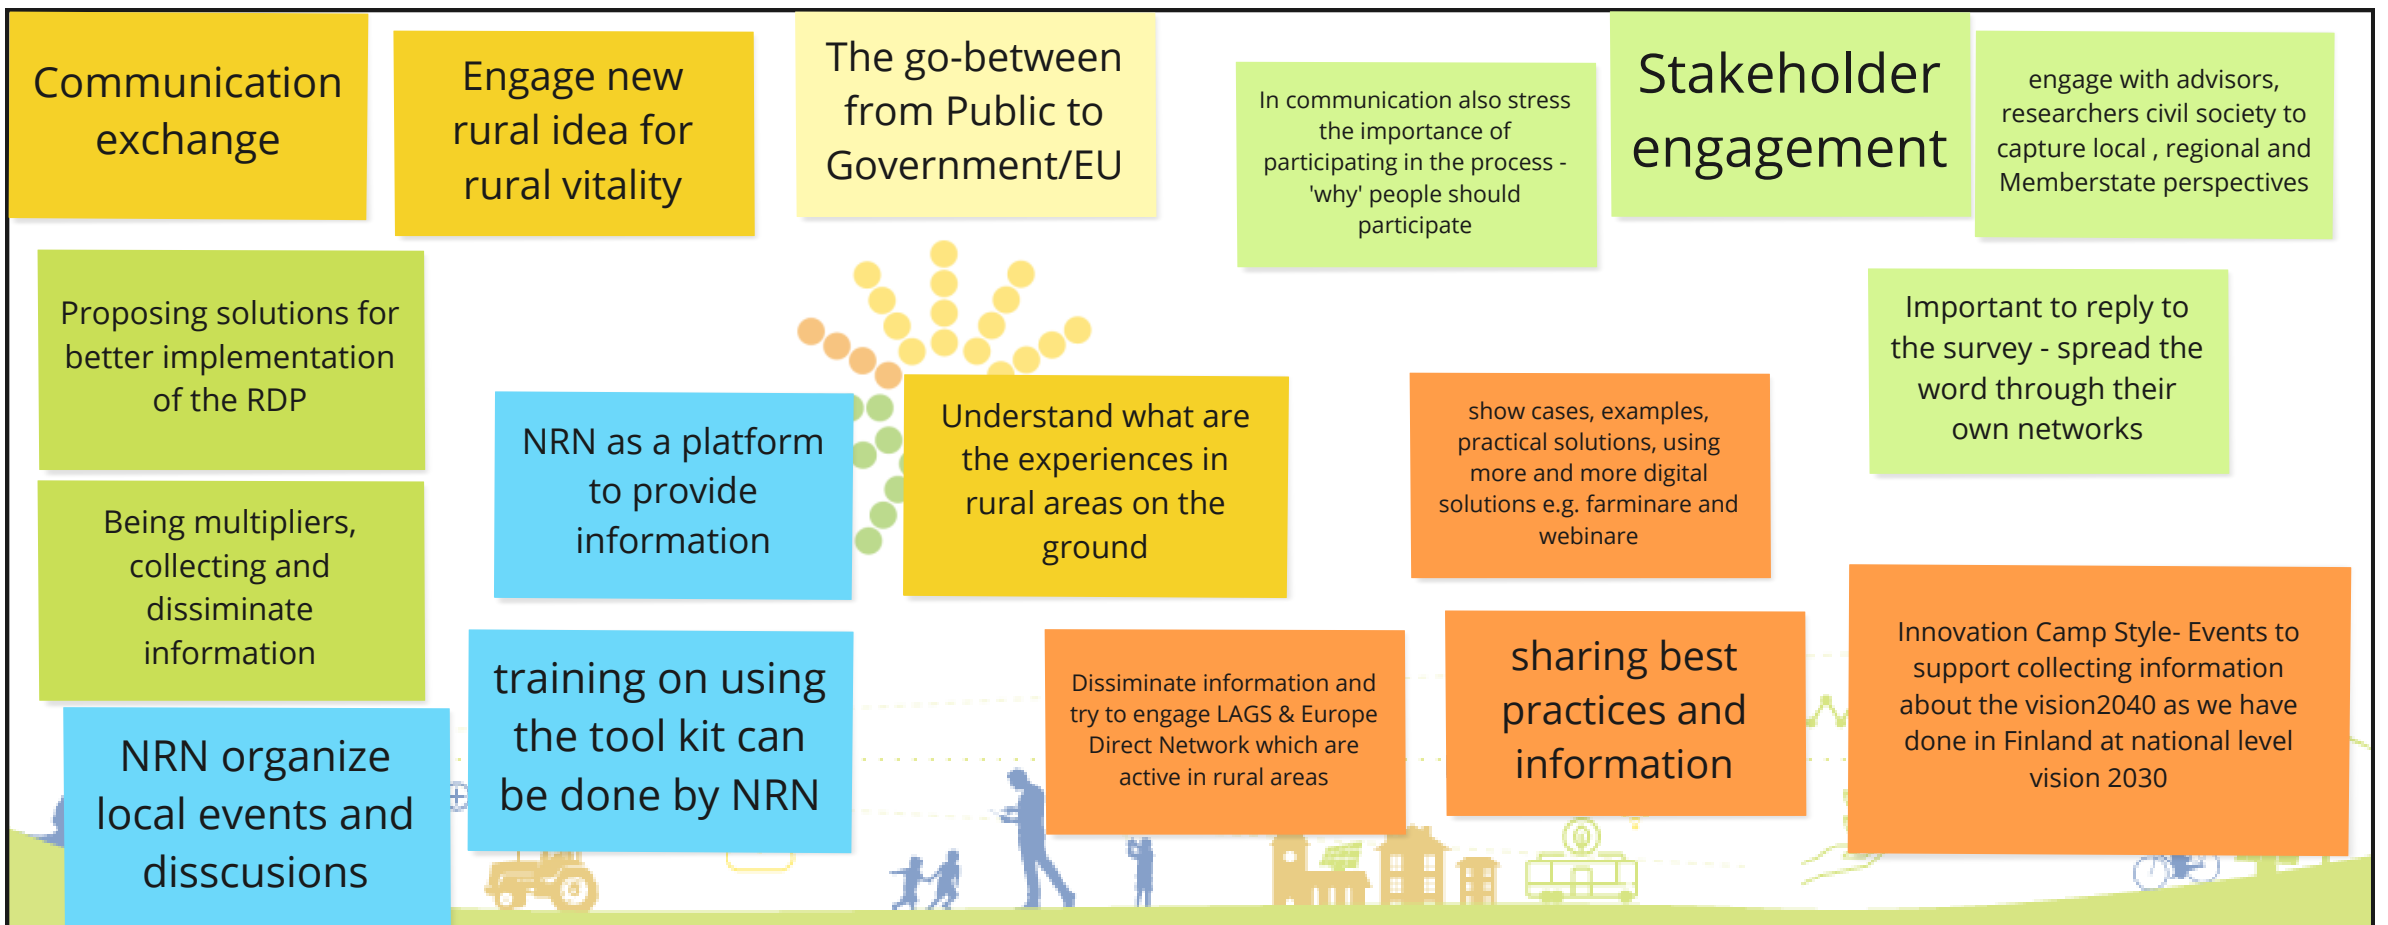 Communication
exchange
Engage new
rural idea for
rural vitality
The go-between
from Public to
Government/EU
In communication also stress
the importance of
participating in the process -
'why' people should
participate
Stakeholder
engagement
engage with advisors,
researchers civil society to
capture local , regional and
Memberstate perspectives
Proposing solutions for
better implementation
of the RDP
Important to reply to
the survey - spread the
word through their
own networks
NRN as a platform
to provide
information
Understand what are
the experiences in
rural areas on the
ground
show cases, examples,
practical solutions, using
more and more digital
solutions e.g. farminare and
webinare
Being multipliers,
collecting and
dissiminate
information
training on using
the tool kit can
be done by NRN
Dissiminate information and
try to engage LAGS & Europe
Direct Network which are
active in rural areas
sharing best
practices and
information
Innovation Camp Style- Events to
support collecting information
about the vision2040 as we have
done in Finland at national level
vision 2030
NRN organize
local events and
disscusions